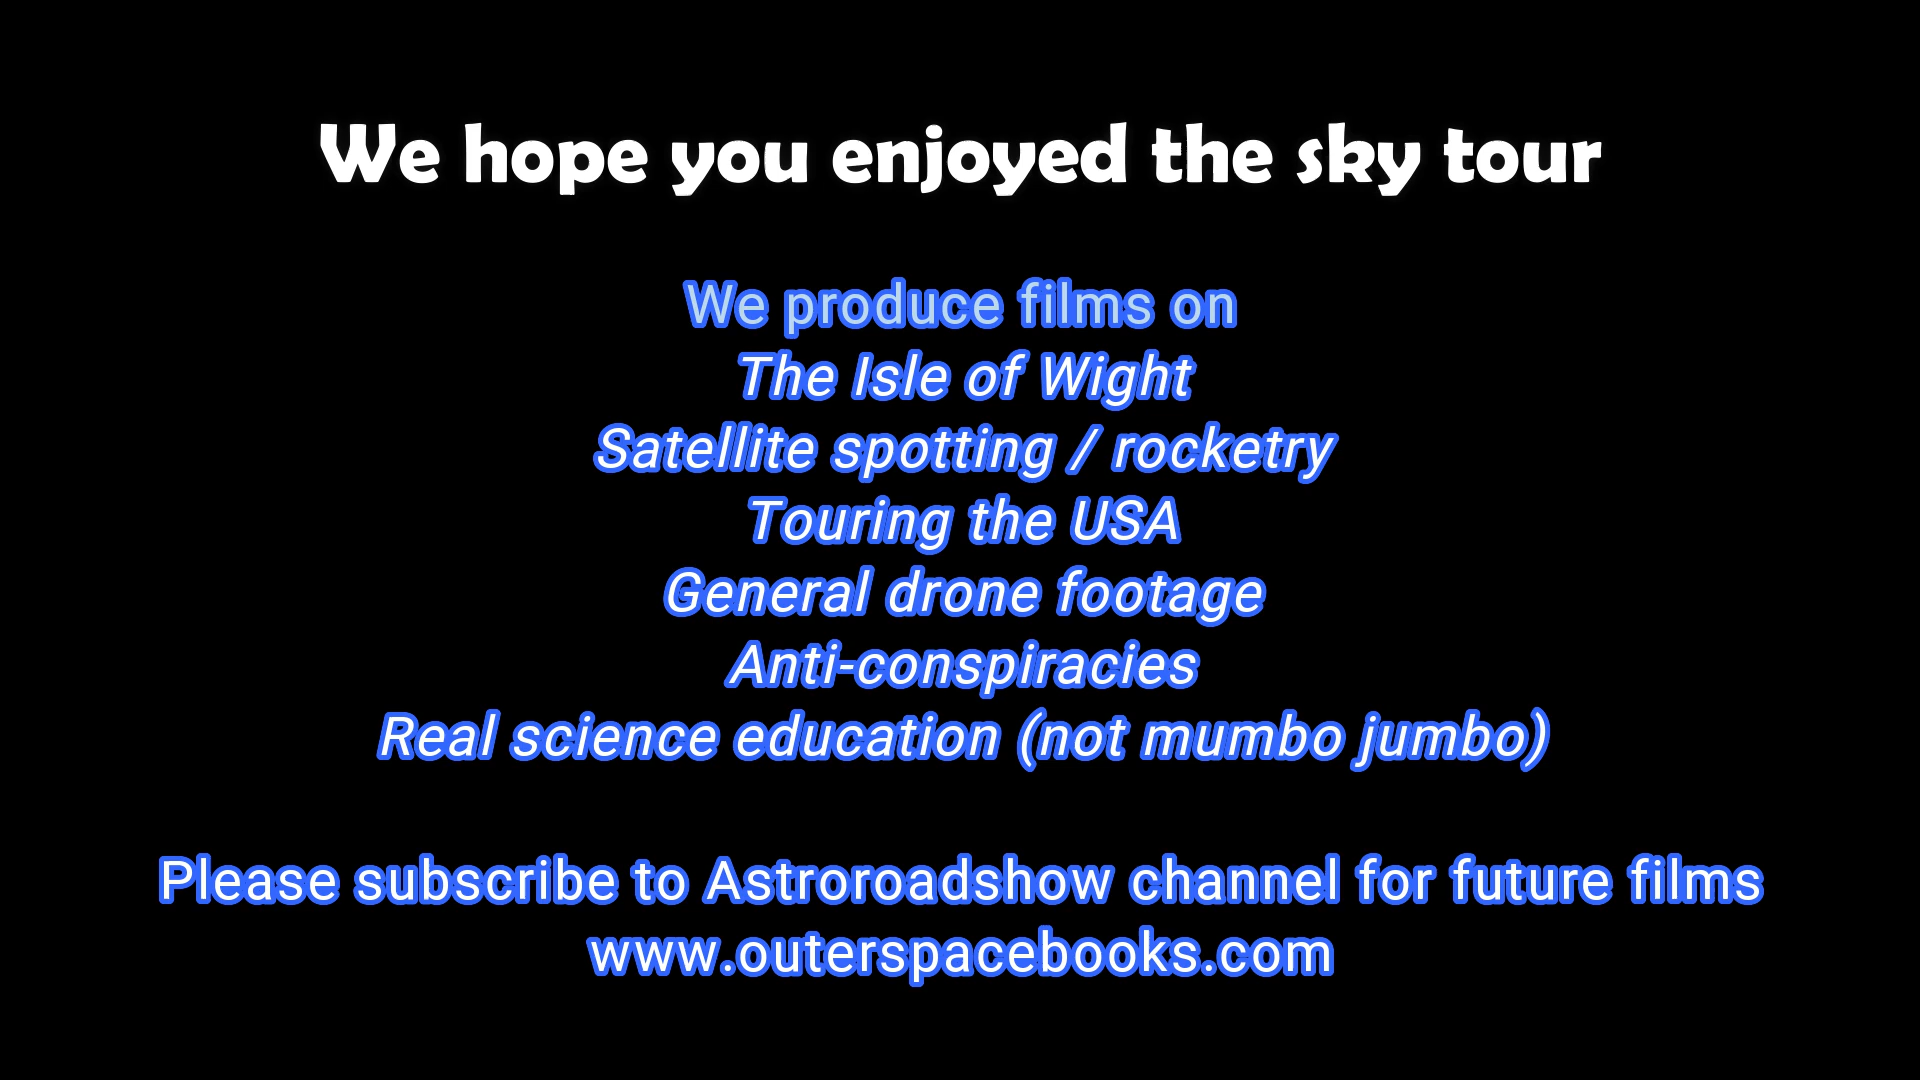 We hope you enjoyed the sky tour
We produce films on
The Isle of Wight
Satellite spotting / rocketry
Touring the USA
General drone footage
Anti-conspiracies
Real science education (not mumbo jumbo)
Please subscribe to Astroroadshow channel for future films
www.outerspacebooks.com